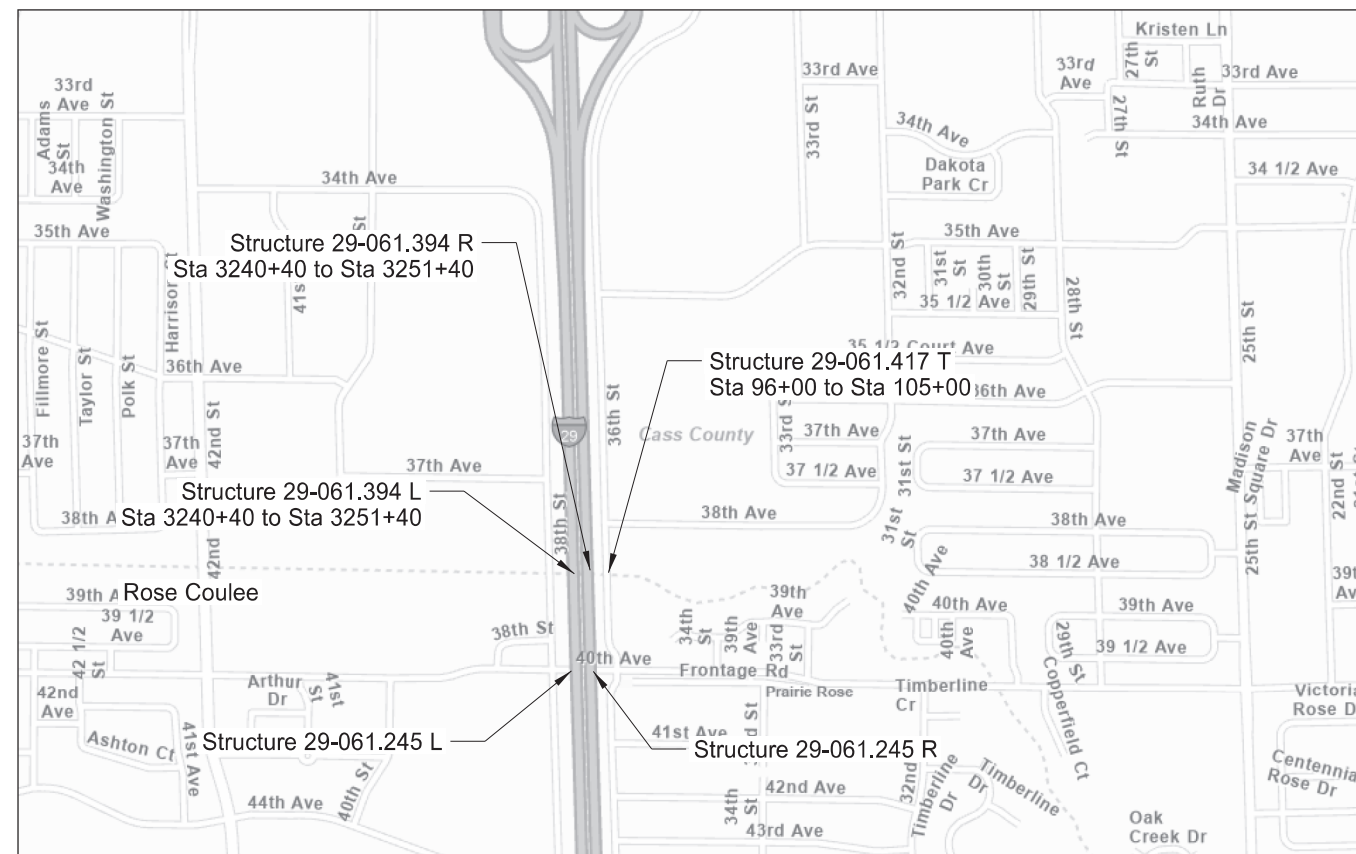 Kristen Ln
27th St
33rd Ave
33rd Ave
33rd Ave
33rd Ave
Ruth Dr
Adams St
Washington St
33rd St
34th Ave
27th St
34th Ave
34th Ave
Dakota
Park Cr
34 1/2 Ave
34th Ave
35th Ave
35th Ave
Structure 29-061.394 R
Sta 3240+40 to Sta 3251+40
St
41s
32nd St
31st St
30th St
29th St
35 1/2 Ave
28th St
25th St
Fillmore St
Taylor St
Polk St
36th Ave
42nd St
35 1/2 Court Ave
Structure 29-061.417 T
Sta 96+00 to Sta 105+00
36th Ave
36th St
29
Cass County
33rd S
37th Ave
37th Ave
37th Ave
37th Ave
37th Ave
37th Ave
37 1/2 Ave
31st St
37 1/2 Ave
Madison Square Dr
22nd St
Structure 29-061.394 L
Sta 3240+40 to Sta 3251+40
38th A
42nd
38th St
38th Ave
31st St
38th Ave
38 1/2 Ave
25th St
Rose Coulee
39th A
39 1/2
Ave
42 1/2 St
38th St
34th St
39th Ave
39th Ave
33rd St
40th Ave
40th Ave
40th Ave
39th Ave
39 1/2 Ave
29th St
40th Ave
Frontage Rd
Prairie Rose
Timberline
Cr
Copperfield Ct
Victoria
Rose D
42nd
Ave
Arthur
Dr
St
41st
Ashton Ct
41st Ave
Structure 29-061.245 L
41st Ave
Structure 29-061.245 R
40th St
44th Ave
34th St
42nd Ave
43rd Ave
32nd
Timberline Dr
Timberline Dr
Centennia
Rose Dr
Oak
Creek Dr